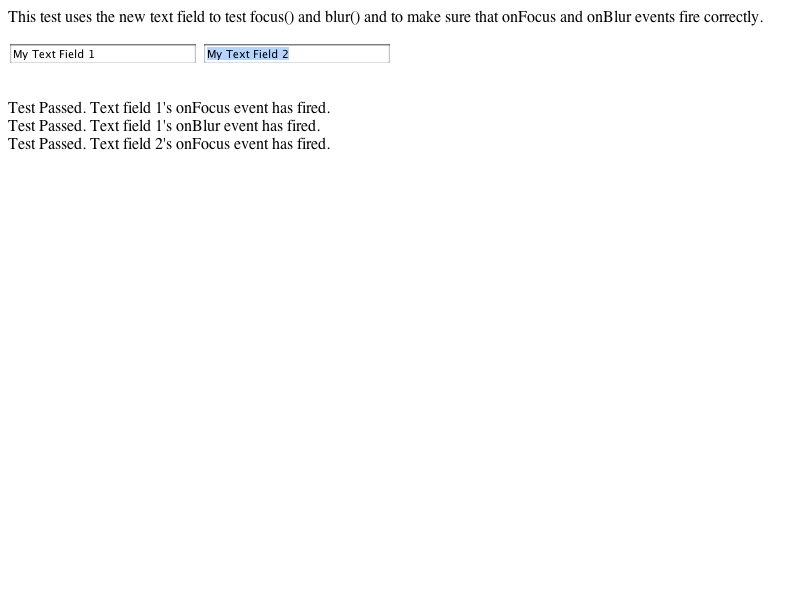 This test uses the new text field to test focus() and blur() and to make sure that onFocus and onBlur events fire correctly.
My Text Field 1 My Text Field 2
Test Passed. Text field 1's onFocus event has fired.
Test Passed. Text field 1's onBlur event has fired.
Test Passed. Text field 2's onFocus event has fired.